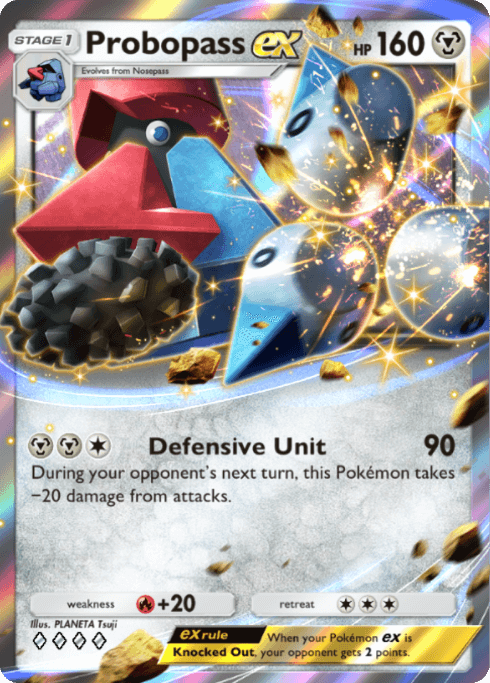 STAGE 1 Probopass ex HP 160
Evolves from Nosepass
Defensive Unit 90
During your opponent's next turn, this Pokémon takes
−20 damage from attacks.
weakness +20 retreat
Illus. PLANETA Tsuji
ex rule When your Pokémon ex is
Knocked Out, your opponent gets 2 points.